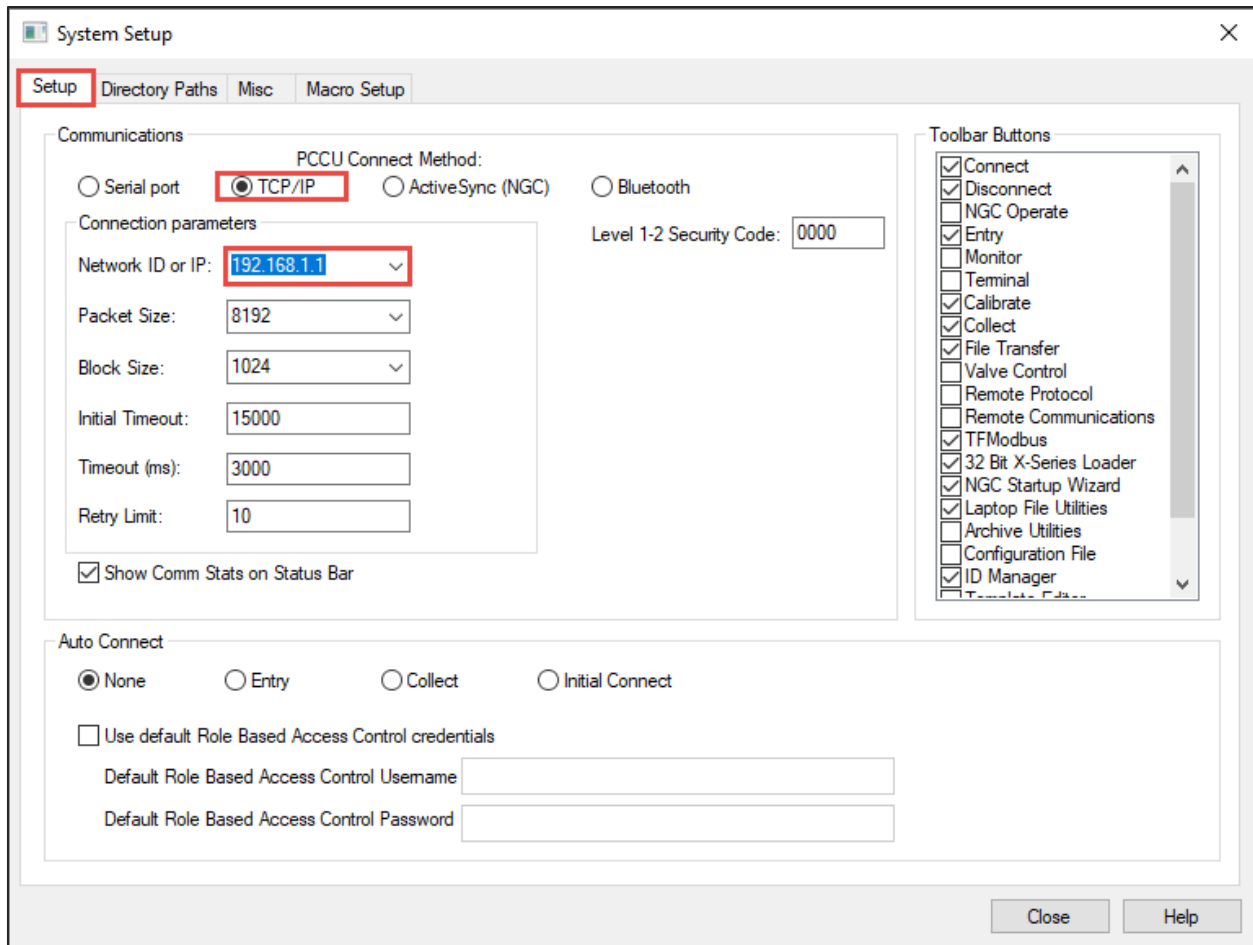 System Setup
Setup
Directory Paths
Misc
Macro Setup
Communications
PCCU Connect Method:
Serial port
TCP/IP
ActiveSync (NGC)
Bluetooth
Connection parameters
Level 1-2 Security Code: 0000
Network ID or IP: 192.168.1.1
Packet Size: 8192
Block Size: 1024
Initial Timeout: 15000
Timeout (ms): 3000
Retry Limit: 10
Show Comm Stats on Status Bar
Toolbar Buttons
Connect
Disconnect
NGC Operate
Entry
Monitor
Terminal
Calibrate
Collect
File Transfer
Valve Control
Remote Protocol
Remote Communications
TFModbus
32 Bit X-Series Loader
NGC Startup Wizard
Laptop File Utilities
Archive Utilities
Configuration File
ID Manager
Template Editor
Auto Connect
None
Entry
Collect
Initial Connect
Use default Role Based Access Control credentials
Default Role Based Access Control Username
Default Role Based Access Control Password
Close
Help